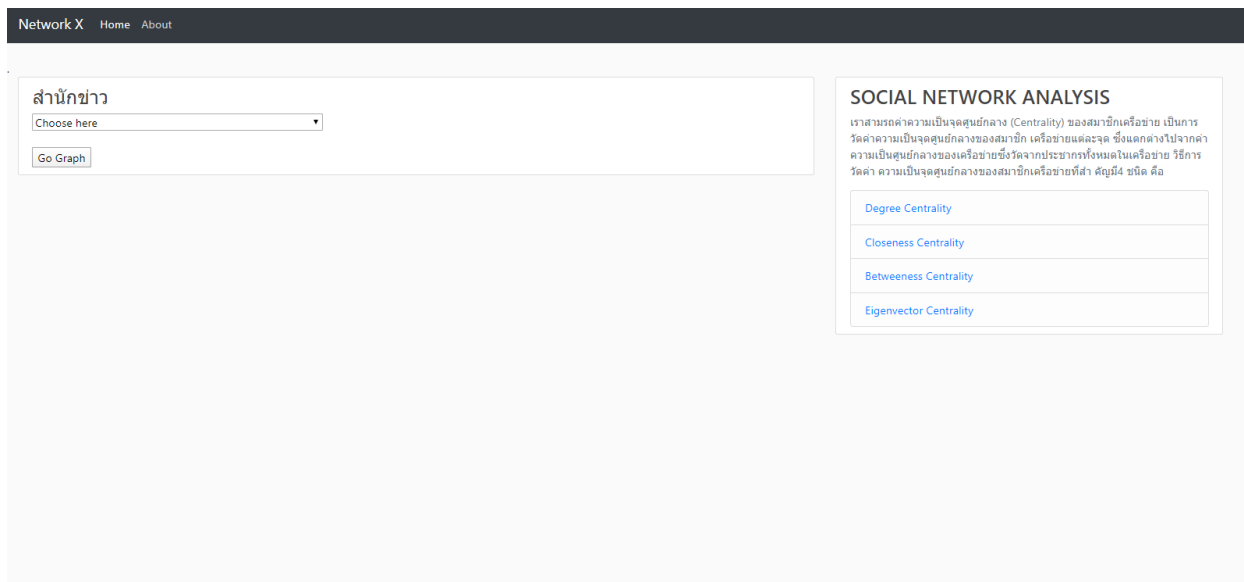 Network X Home About
สำนักข่าว
Choose here
Go Graph
SOCIAL NETWORK ANALYSIS
เราสามรถค่าความเป็นจุดศูนย์กลาง (Centrality) ของสมาชิกเครือข่าย เป็นการ
วัดค่าความเป็นจุดศูนย์กลางของสมาชิก เครือข่ายแต่ละจุด ซึ่งแตกต่างไปจากค่า
ความเป็นศูนย์กลางของเครือข่ายซึ่งวัดจากประชากรทั้งหมดในเครือข่าย วิธีการ
วัดค่า ความเป็นจุดศูนย์กลางของสมาชิกเครือข่ายที่สำ คัญมี4 ชนิด คือ
Degree Centrality
Closeness Centrality
Betweeness Centrality
Eigenvector Centrality